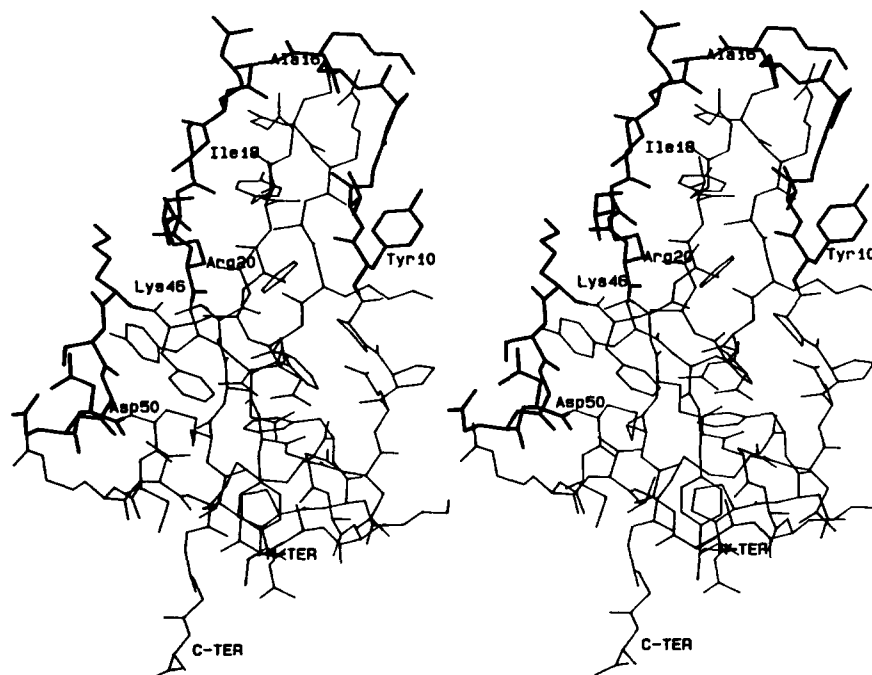 Ala16
Ile18
Arg20
Tyr10
Lys46
Asp50
N-TER
C-TER
Ala16
Ile18
Arg20
Tyr10
Lys46
Asp50
N-TER
C-TER